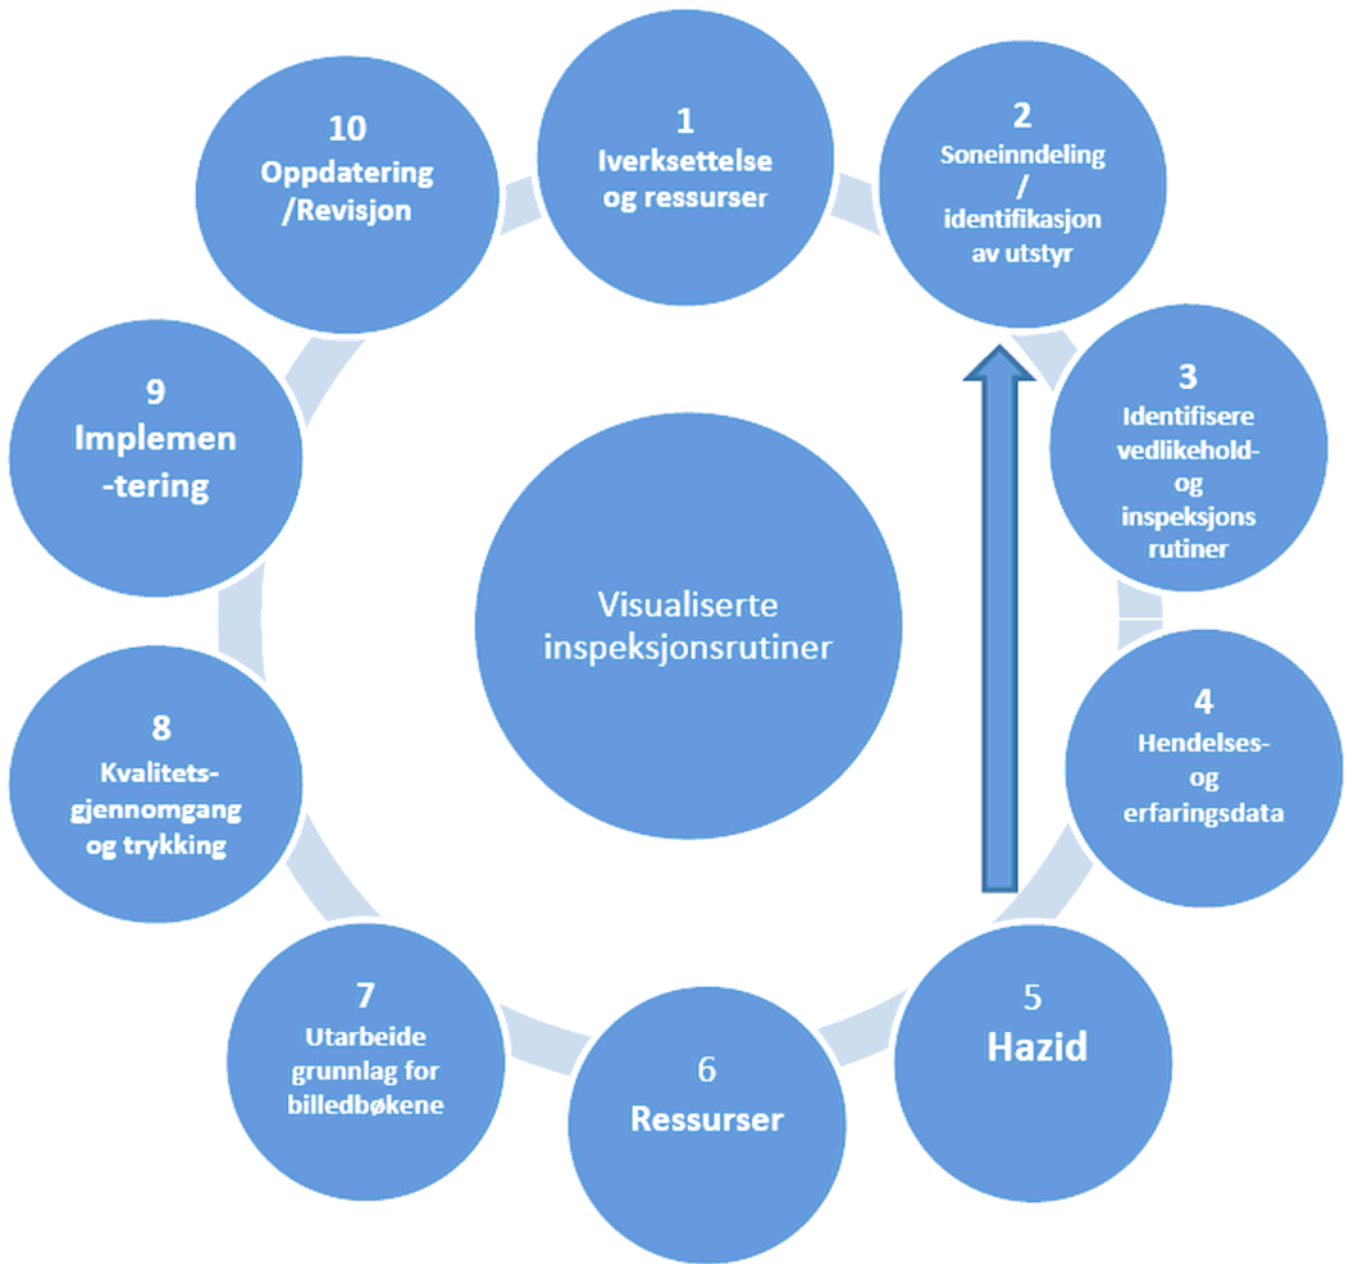 1
Iverksettelse
og ressurser
2
Soneinndeling
/
identifikasjon
av utstyr
3
Identifisere
vedlikehold-
og
inspeksjons
rutiner
4
Hendelses-
og
erfaringsdata
5
Hazid
6
Ressurser
7
Utarbeide
grunnlag for
billedbøkene
8
Kvalitets-
gjennomgang
og trykking
9
Implemen
-tering
10
Oppdatering
/Revisjon
Visualiserte
inspeksjonsrutiner